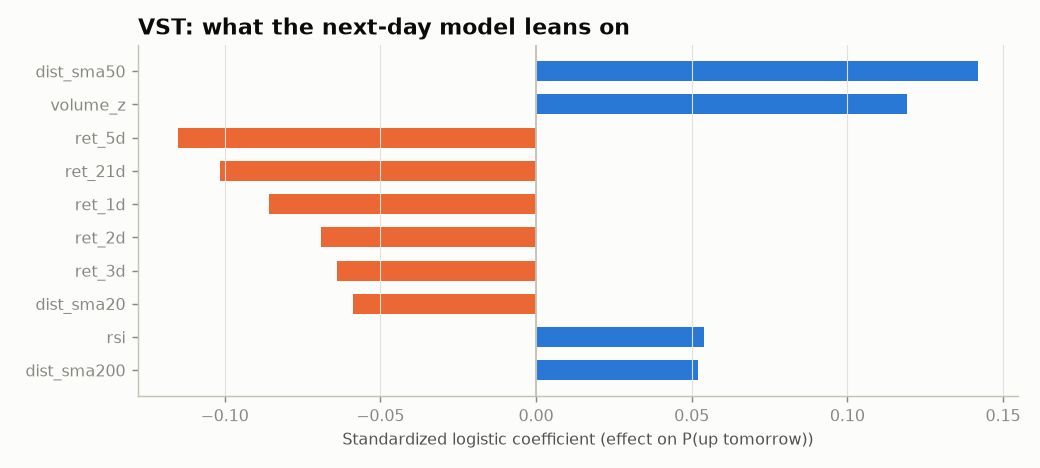 VST: what the next-day model leans on
dist_sma50
volume_z
ret_5d
ret_21d
ret_1d
ret_2d
ret_3d
dist_sma20
rsi
dist_sma200
−0.10 −0.05 0.00 0.05 0.10 0.15
Standardized logistic coefficient (effect on P(up tomorrow))